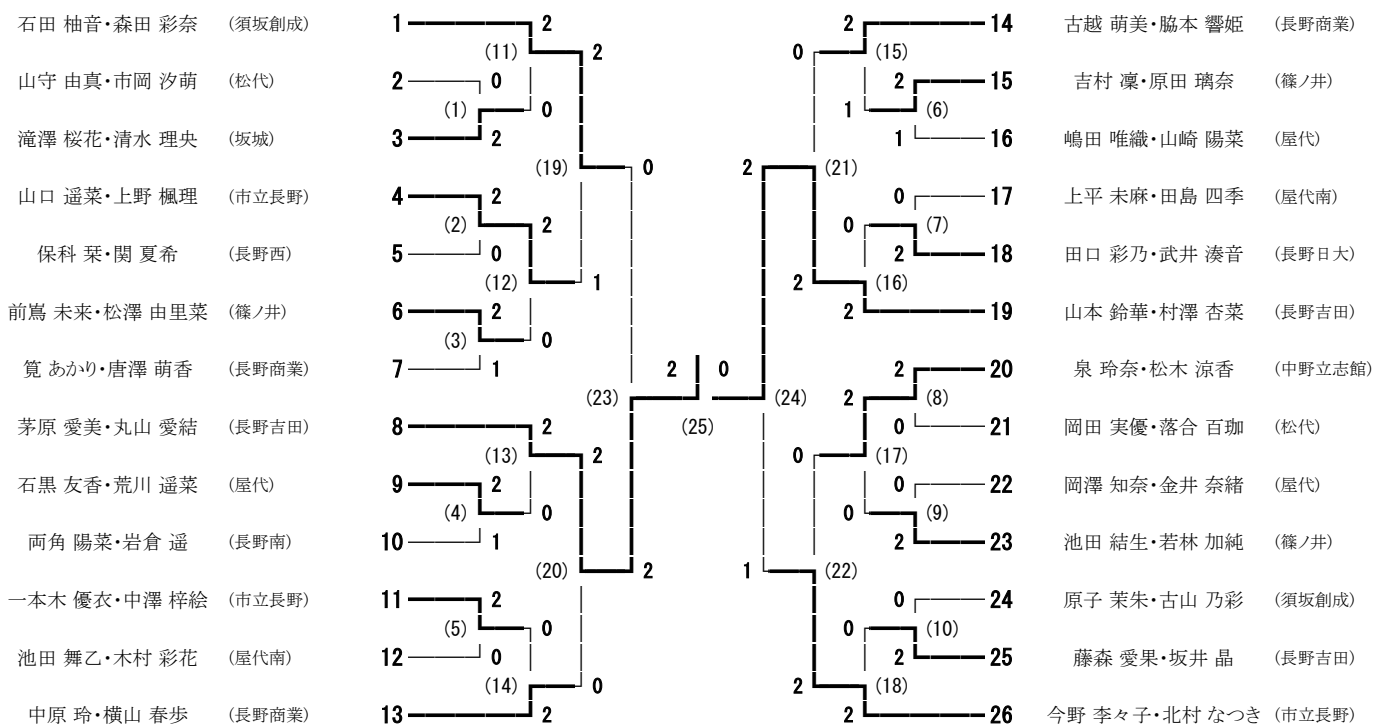 石田 柚音・森田 彩奈 (須坂創成) 1 2 2 14 古越 萌美・脇本 響姫 (長野商業)
(11) 2 0 (15)
山守 由真・市岡 汐萌 (松代) 2 0 2 15 吉村 凜・原田 璃奈 (篠ノ井)
(1) 0 1 (6)
滝澤 桜花・清水 理央 (坂城) 3 2 1 16 嶋田 唯織・山崎 陽菜 (屋代)
(19) 0 2 (21)
山口 遥菜・上野 楓理 (市立長野) 4 2 0 17 上平 未麻・田島 四季 (屋代南)
(2) 2 0 (7)
保科 栞・関 夏希 (長野西) 5 0 2 18 田口 彩乃・武井 湊音 (長野日大)
(12) 1 2 (16)
前嶌 未来・松澤 由里菜 (篠ノ井) 6 2 2 19 山本 鈴華・村澤 杏菜 (長野吉田)
(3) 0
筧 あかり・唐澤 萌香 (長野商業) 7 1 2 0 2 20 泉 玲奈・松木 涼香 (中野立志館)
(23) (24) 2 (8)
茅原 愛美・丸山 愛結 (長野吉田) 8 2 (25) 0 21 岡田 実優・落合 百珈 (松代)
(13) 2 0 (17)
石黒 友香・荒川 遥菜 (屋代) 9 2 0 22 岡澤 知奈・金井 奈緒 (屋代)
(4) 0 0 (9)
両角 陽菜・岩倉 遥 (長野南) 10 1 2 23 池田 結生・若林 加純 (篠ノ井)
(20) 2 1 (22)
一本木 優衣・中澤 梓絵 (市立長野) 11 2 0 24 原子 茉朱・古山 乃彩 (須坂創成)
(5) 0 0 (10)
池田 舞乙・木村 彩花 (屋代南) 12 0 2 25 藤森 愛果・坂井 晶 (長野吉田)
(14) 0 2 (18)
中原 玲・横山 春歩 (長野商業) 13 2 2 26 今野 李々子・北村 なつき (市立長野)